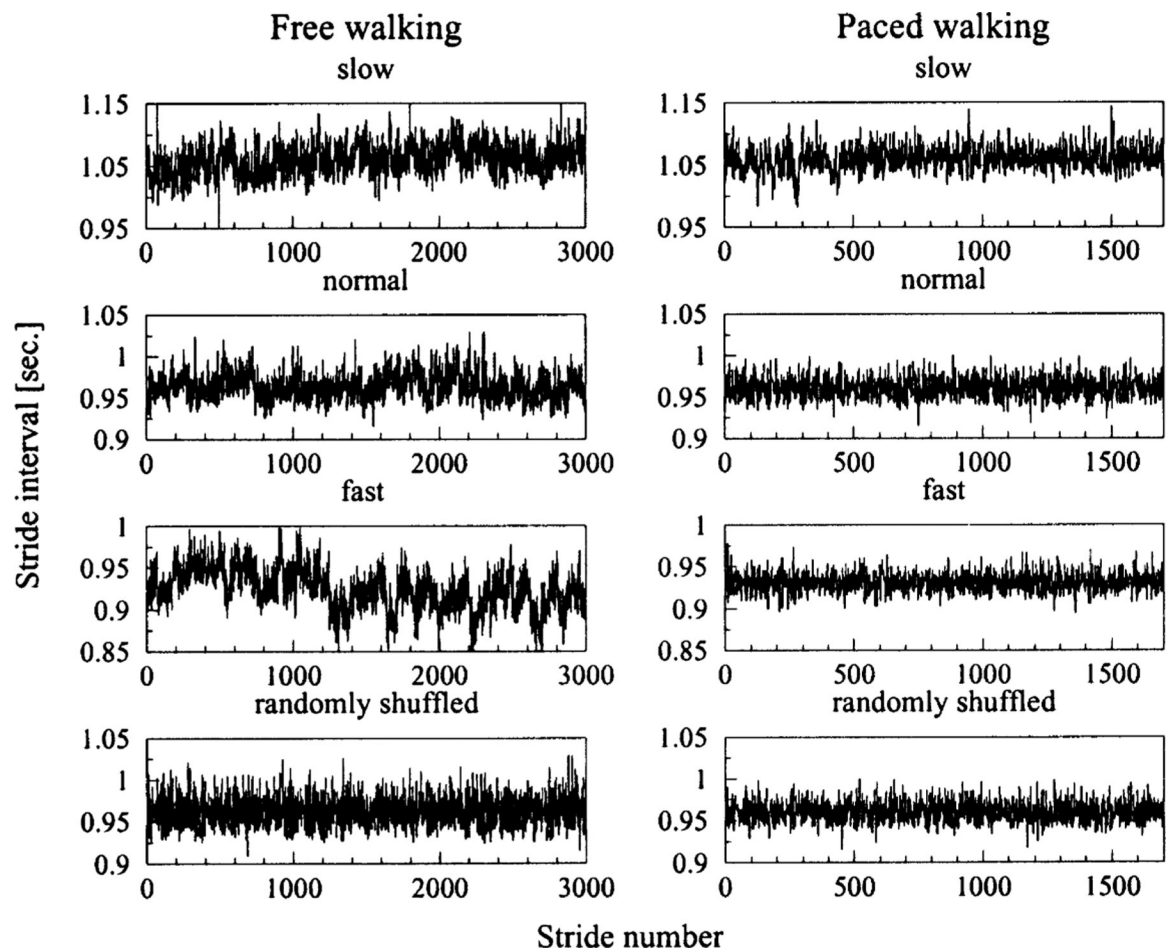 Free walking
slow
1.15
1.05
0.95
0 1000 2000 3000
normal
1.05
1
0.95
0.9
0 1000 2000 3000
fast
1
0.95
0.9
0.85
0 1000 2000 3000
randomly shuffled
1.05
1
0.95
0.9
0 1000 2000 3000
Paced walking
slow
1.15
1.05
0.95
0 500 1000 1500
normal
1.05
1
0.95
0.9
0 500 1000 1500
fast
1
0.95
0.9
0.85
0 500 1000 1500
randomly shuffled
1.05
1
0.95
0.9
0 500 1000 1500
Stride interval [sec.]
Stride number